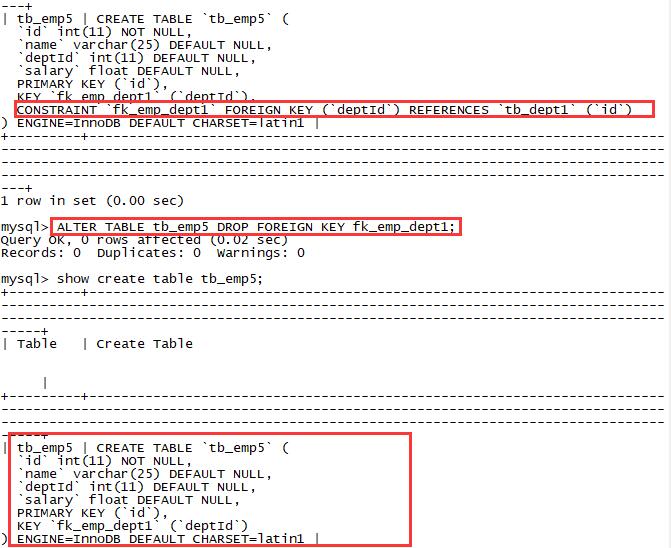 ---+
| tb_emp5 | CREATE TABLE `tb_emp5` (
  `id` int(11) NOT NULL,
  `name` varchar(25) DEFAULT NULL,
  `deptId` int(11) DEFAULT NULL,
  `salary` float DEFAULT NULL,
  PRIMARY KEY (`id`),
  KEY `fk_emp_dept1` (`deptId`),
  CONSTRAINT `fk_emp_dept1` FOREIGN KEY (`deptId`) REFERENCES `tb_dept1` (`id`)
) ENGINE=InnoDB DEFAULT CHARSET=latin1 |
+---------+------------------------------------------------------------------------
-----------------------------------------------------------------------------------
-----------------------------------------------------------------------------------
-----------------------------------------------------------------------------------
---+
1 row in set (0.00 sec)
mysql> ALTER TABLE tb_emp5 DROP FOREIGN KEY fk_emp_dept1;
Query OK, 0 rows affected (0.02 sec)
Records: 0  Duplicates: 0  Warnings: 0
mysql> show create table tb_emp5;
+---------+------------------------------------------------------------------------
-----------------------------------------------------------------------------------
-----------------------------------------------------------------------------------
-----+
| Table   | Create Table
     |
+---------+------------------------------------------------------------------------
-----------------------------------------------------------------------------------
-----------------------------------------------------------------------------------
-----+
| tb_emp5 | CREATE TABLE `tb_emp5` (
  `id` int(11) NOT NULL,
  `name` varchar(25) DEFAULT NULL,
  `deptId` int(11) DEFAULT NULL,
  `salary` float DEFAULT NULL,
  PRIMARY KEY (`id`),
  KEY `fk_emp_dept1` (`deptId`)
) ENGINE=InnoDB DEFAULT CHARSET=latin1 |